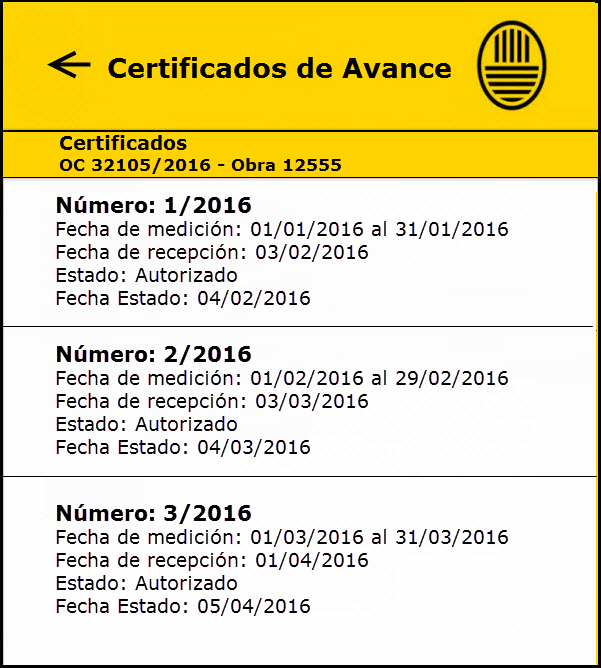 Certificados de Avance
Certificados
OC 32105/2016 - Obra 12555
Número: 1/2016
Fecha de medición: 01/01/2016 al 31/01/2016
Fecha de recepción: 03/02/2016
Estado: Autorizado
Fecha Estado: 04/02/2016
Número: 2/2016
Fecha de medición: 01/02/2016 al 29/02/2016
Fecha de recepción: 03/03/2016
Estado: Autorizado
Fecha Estado: 04/03/2016
Número: 3/2016
Fecha de medición: 01/03/2016 al 31/03/2016
Fecha de recepción: 01/04/2016
Estado: Autorizado
Fecha Estado: 05/04/2016